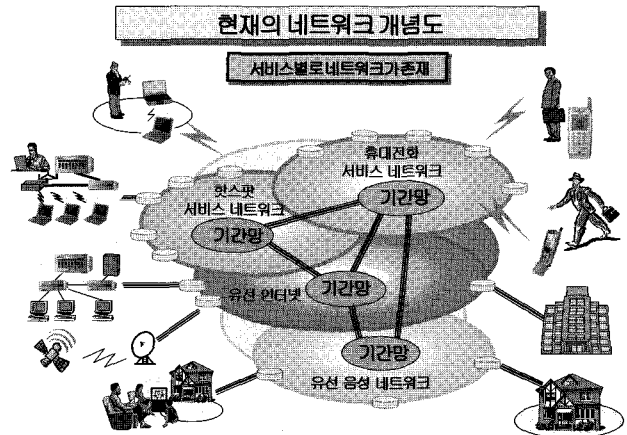 현재의 네트워크 개념도
서비스별로 네트워크가 존재
휴대전화
서비스 네트워크
기간망
핫스팟
서비스 네트워크
기간망
유선 인터넷
기간망
기간망
유선 음성 네트워크